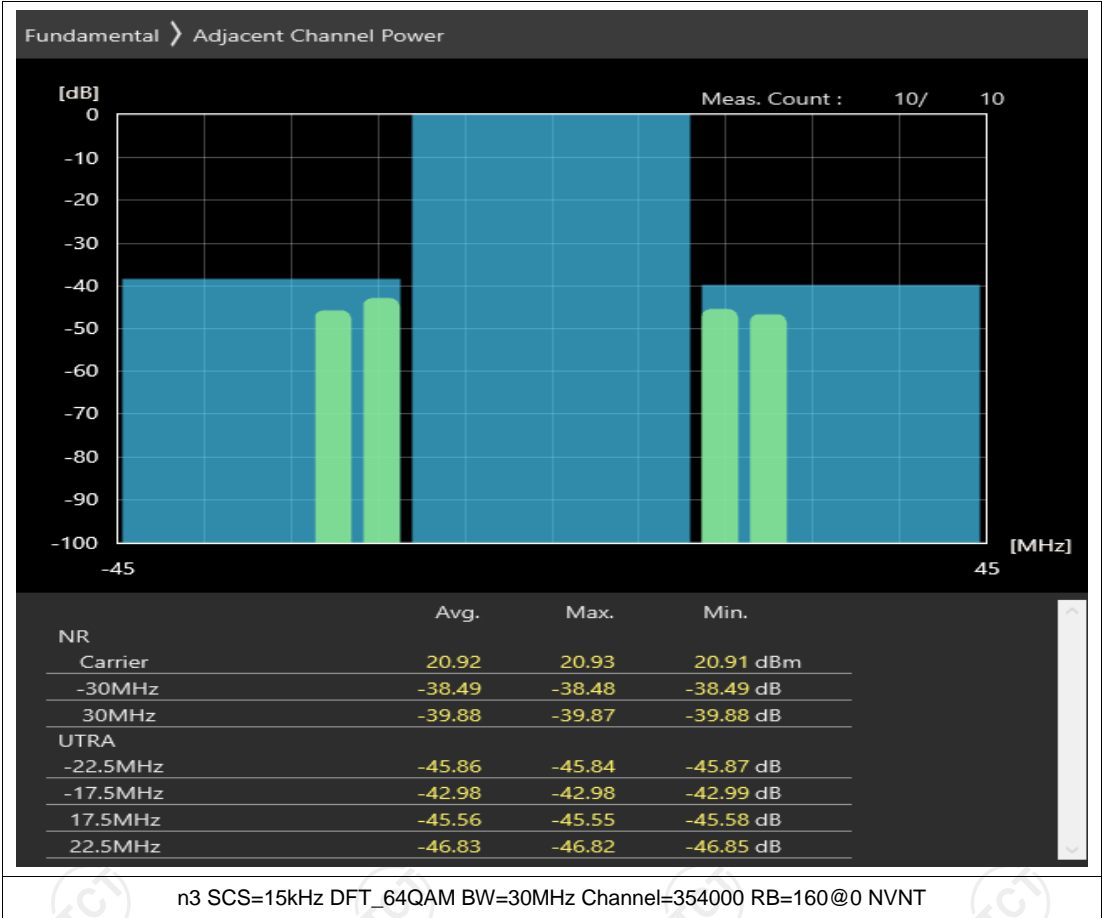 Fundamental ❯ Adjacent Channel Power
[dB]
Meas. Count : 10/ 10
0
-10
-20
-30
-40
-50
-60
-70
-80
-90
-100
[MHz]
-45 45
Avg. Max. Min.
NR
Carrier 20.92 20.93 20.91 dBm
-30MHz -38.49 -38.48 -38.49 dB
30MHz -39.88 -39.87 -39.88 dB
UTRA
-22.5MHz -45.86 -45.84 -45.87 dB
-17.5MHz -42.98 -42.98 -42.99 dB
17.5MHz -45.56 -45.55 -45.58 dB
22.5MHz -46.83 -46.82 -46.85 dB
n3 SCS=15kHz DFT_64QAM BW=30MHz Channel=354000 RB=160@0 NVNT
TCT TCT TCT TCT